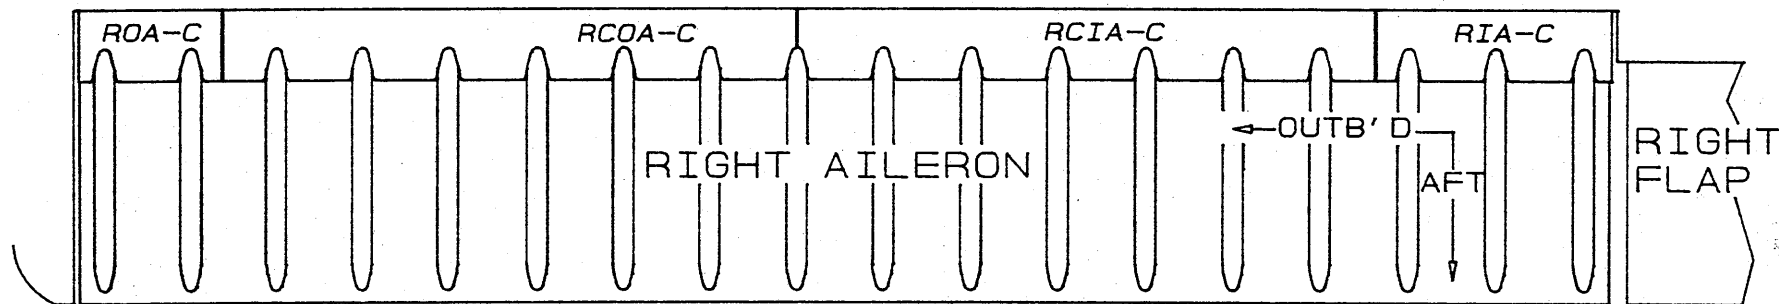 ROA-C RCOA-C RCIA-C RIA-C
OUTB'D
RIGHT AILERON
AFT
RIGHT
FLAP